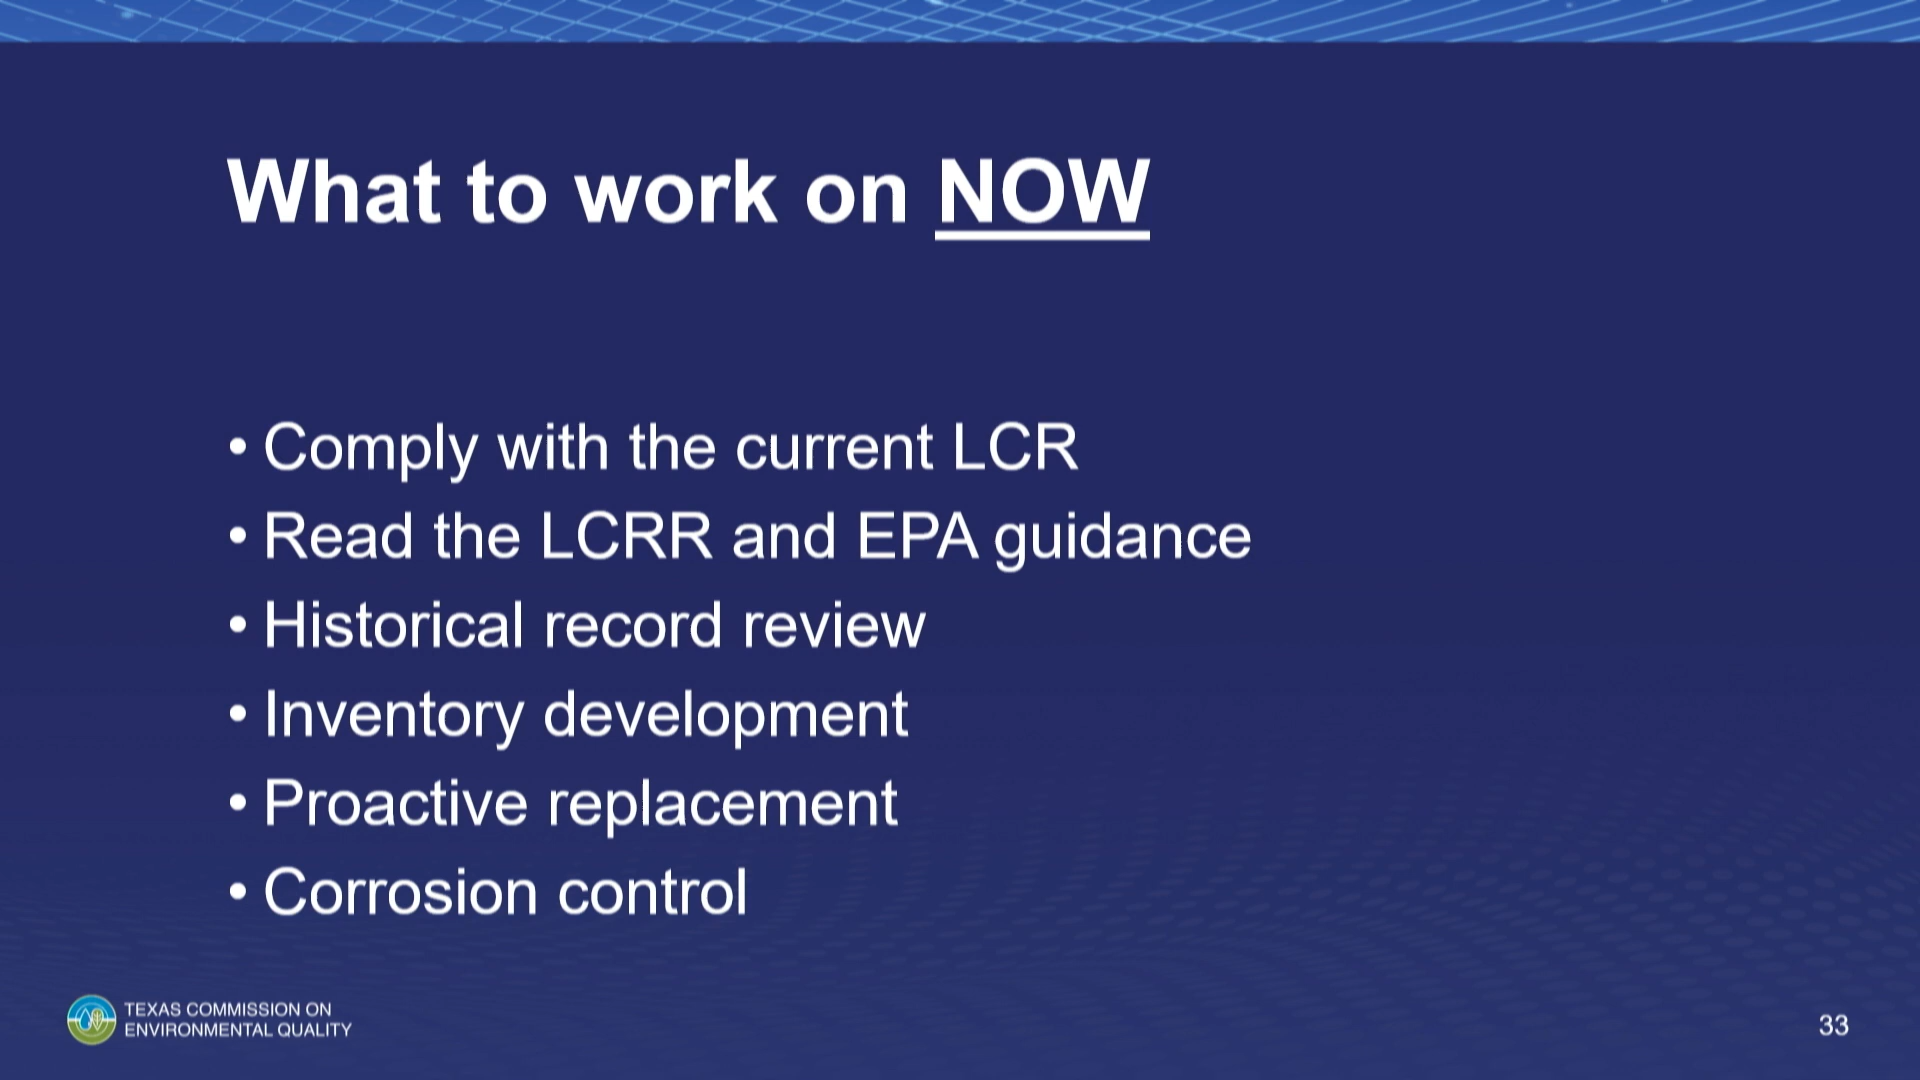 What to work on NOW
• Comply with the current LCR
• Read the LCRR and EPA guidance
• Historical record review
• Inventory development
• Proactive replacement
• Corrosion control
TEXAS COMMISSION ON
ENVIRONMENTAL QUALITY
33